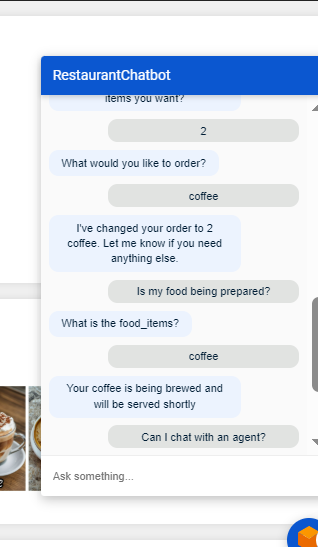 RestaurantChatbot
items you want?
2
What would you like to order?
coffee
I've changed your order to 2
coffee. Let me know if you need
anything else.
Is my food being prepared?
What is the food_items?
coffee
Your coffee is being brewed and
will be served shortly
Can I chat with an agent?
Ask something...